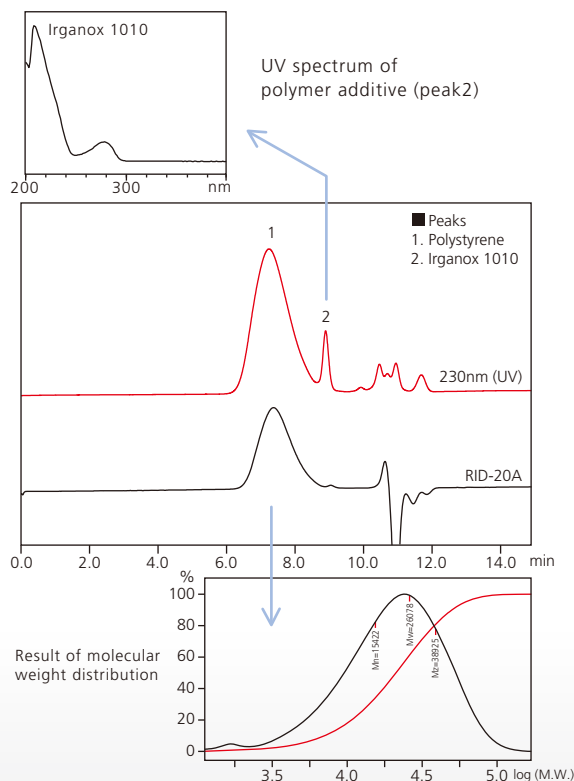 Irganox 1010
200
300
nm
UV spectrum of
polymer additive (peak2)
■ Peaks
1. Polystyrene
2. Irganox 1010
1
2
230nm (UV)
RID-20A
0.0 2.0 4.0 6.0 8.0 10.0 12.0 14.0 min
Result of molecular
weight distribution
%
100
80
60
40
20
0
Mn=15422
Mw=26078
Mz=38925
3.5 4.0 4.5 5.0 log (M.W.)